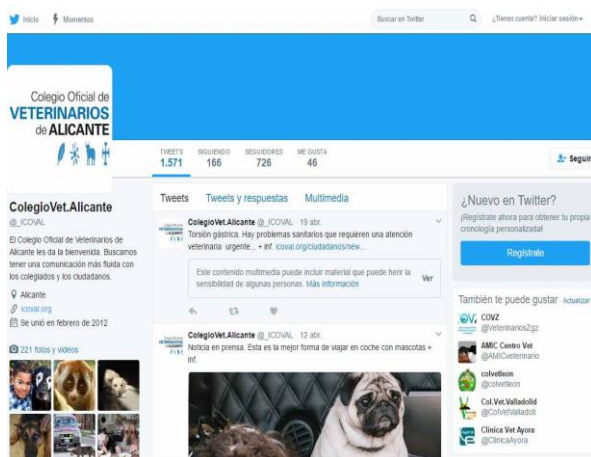 Inicio Momentos Buscar en Twitter ¿Tienes cuenta? Iniciar sesión
Colegio Oficial de
VETERINARIOS
de ALICANTE
TWEETS SIGUIENDO SEGUIDORES ME GUSTA
1.571 166 726 46
Seguir
ColegioVet.Alicante
@_ICOVAL
El Colegio Oficial de Veterinarios de
Alicante les da la bienvenida. Buscamos
tener una comunicación más fluida con
los colegiados y los ciudadanos.
Alicante
icoval.org
Se unió en febrero de 2012
221 fotos y vídeos
Tweets Tweets y respuestas Multimedia
ColegioVet.Alicante @_ICOVAL · 19 abr.
Torsión gástrica. Hay problemas sanitarios que requieren una atención
veterinaria urgente... + inf. icoval.org/ciudadanos/new...
Este contenido multimedia puede incluir material que puede herir la
sensibilidad de algunas personas. Más información
Ver
ColegioVet.Alicante @_ICOVAL · 12 abr.
Noticia en prensa. Esta es la mejor forma de viajar en coche con mascotas +
inf.
¿Nuevo en Twitter?
¡Regístrate ahora para obtener tu propia
cronología personalizada!
Regístrate
También te puede gustar · Actualizar
COVZ
@VeterinariosZgz
AMIC Centro Vet
@AMICveterinario
colvetleon
@colvetleon
Col.Vet.Valladolid
@ColVetValladoli
Clínica Vet Ayora
@ClinicaAyora